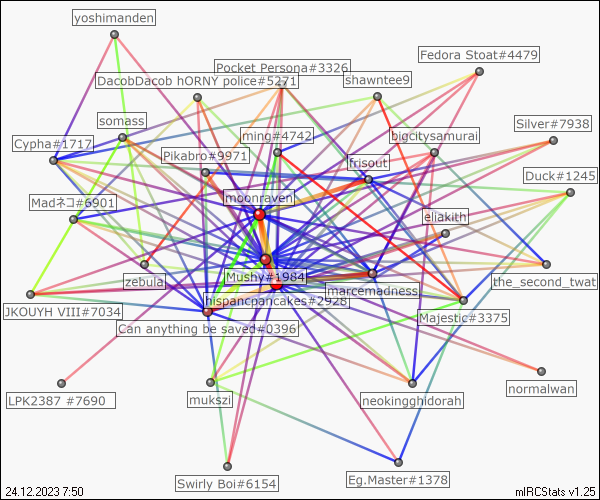 yoshimanden
Fedora Stoat#4479
Pocket Persona#3326
DacobDacob hORNY police#5271
shawntee9
somass
Silver#7938
ming#4742
bigcitysamurai
Cypha#1717
Pikabro#9971
frisout
Duck#1245
moonraven
Madネコ#6901
eliakith
Mushy#1984
zebula
the_second_twat
marcemadness
hispancpancakes#2928
JKOUYH VIII#7034
Majestic#3375
Can anything be saved#0396
normalwan
LPK2387 #7690
mukszi
neokingghidorah
Eg.Master#1378
Swirly Boi#6154
24.12.2023 7:50
mIRCStats v1.25